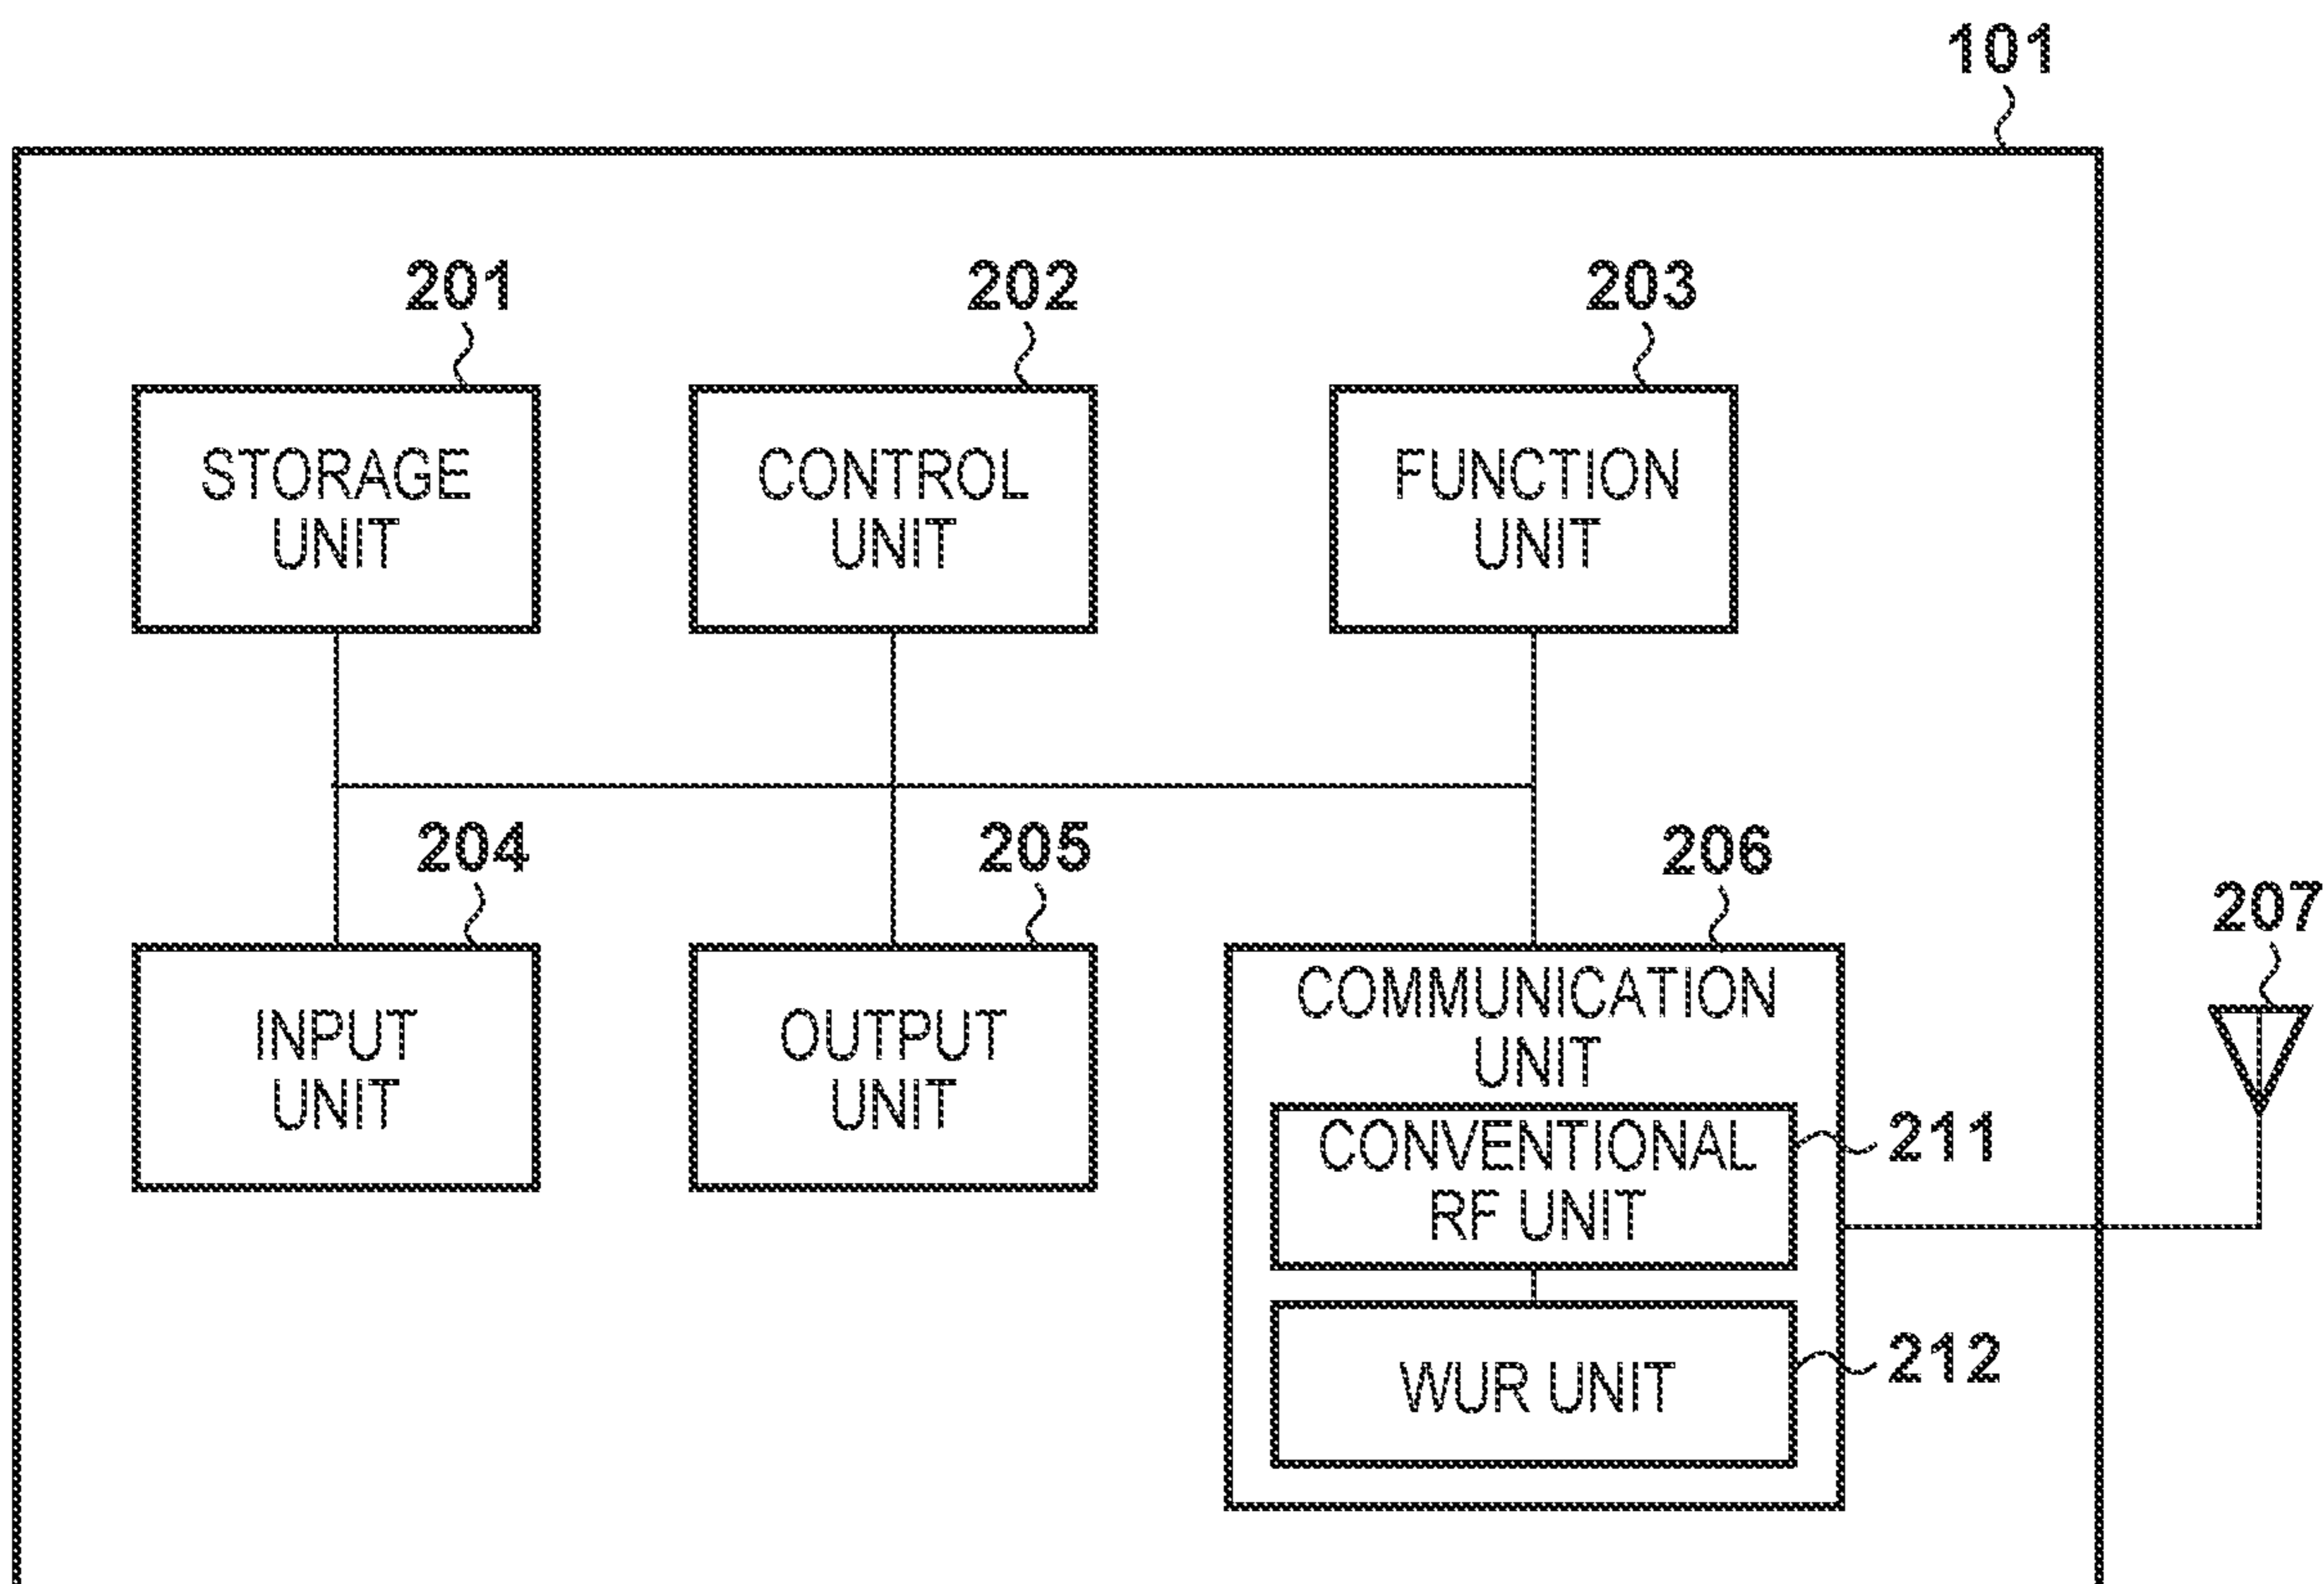 101
201
202
203
STORAGE
UNIT
CONTROL
UNIT
FUNCTION
UNIT
204
205
206
207
INPUT
UNIT
OUTPUT
UNIT
COMMUNICATION
UNIT
CONVENTIONAL
RF UNIT
211
WUR UNIT
212